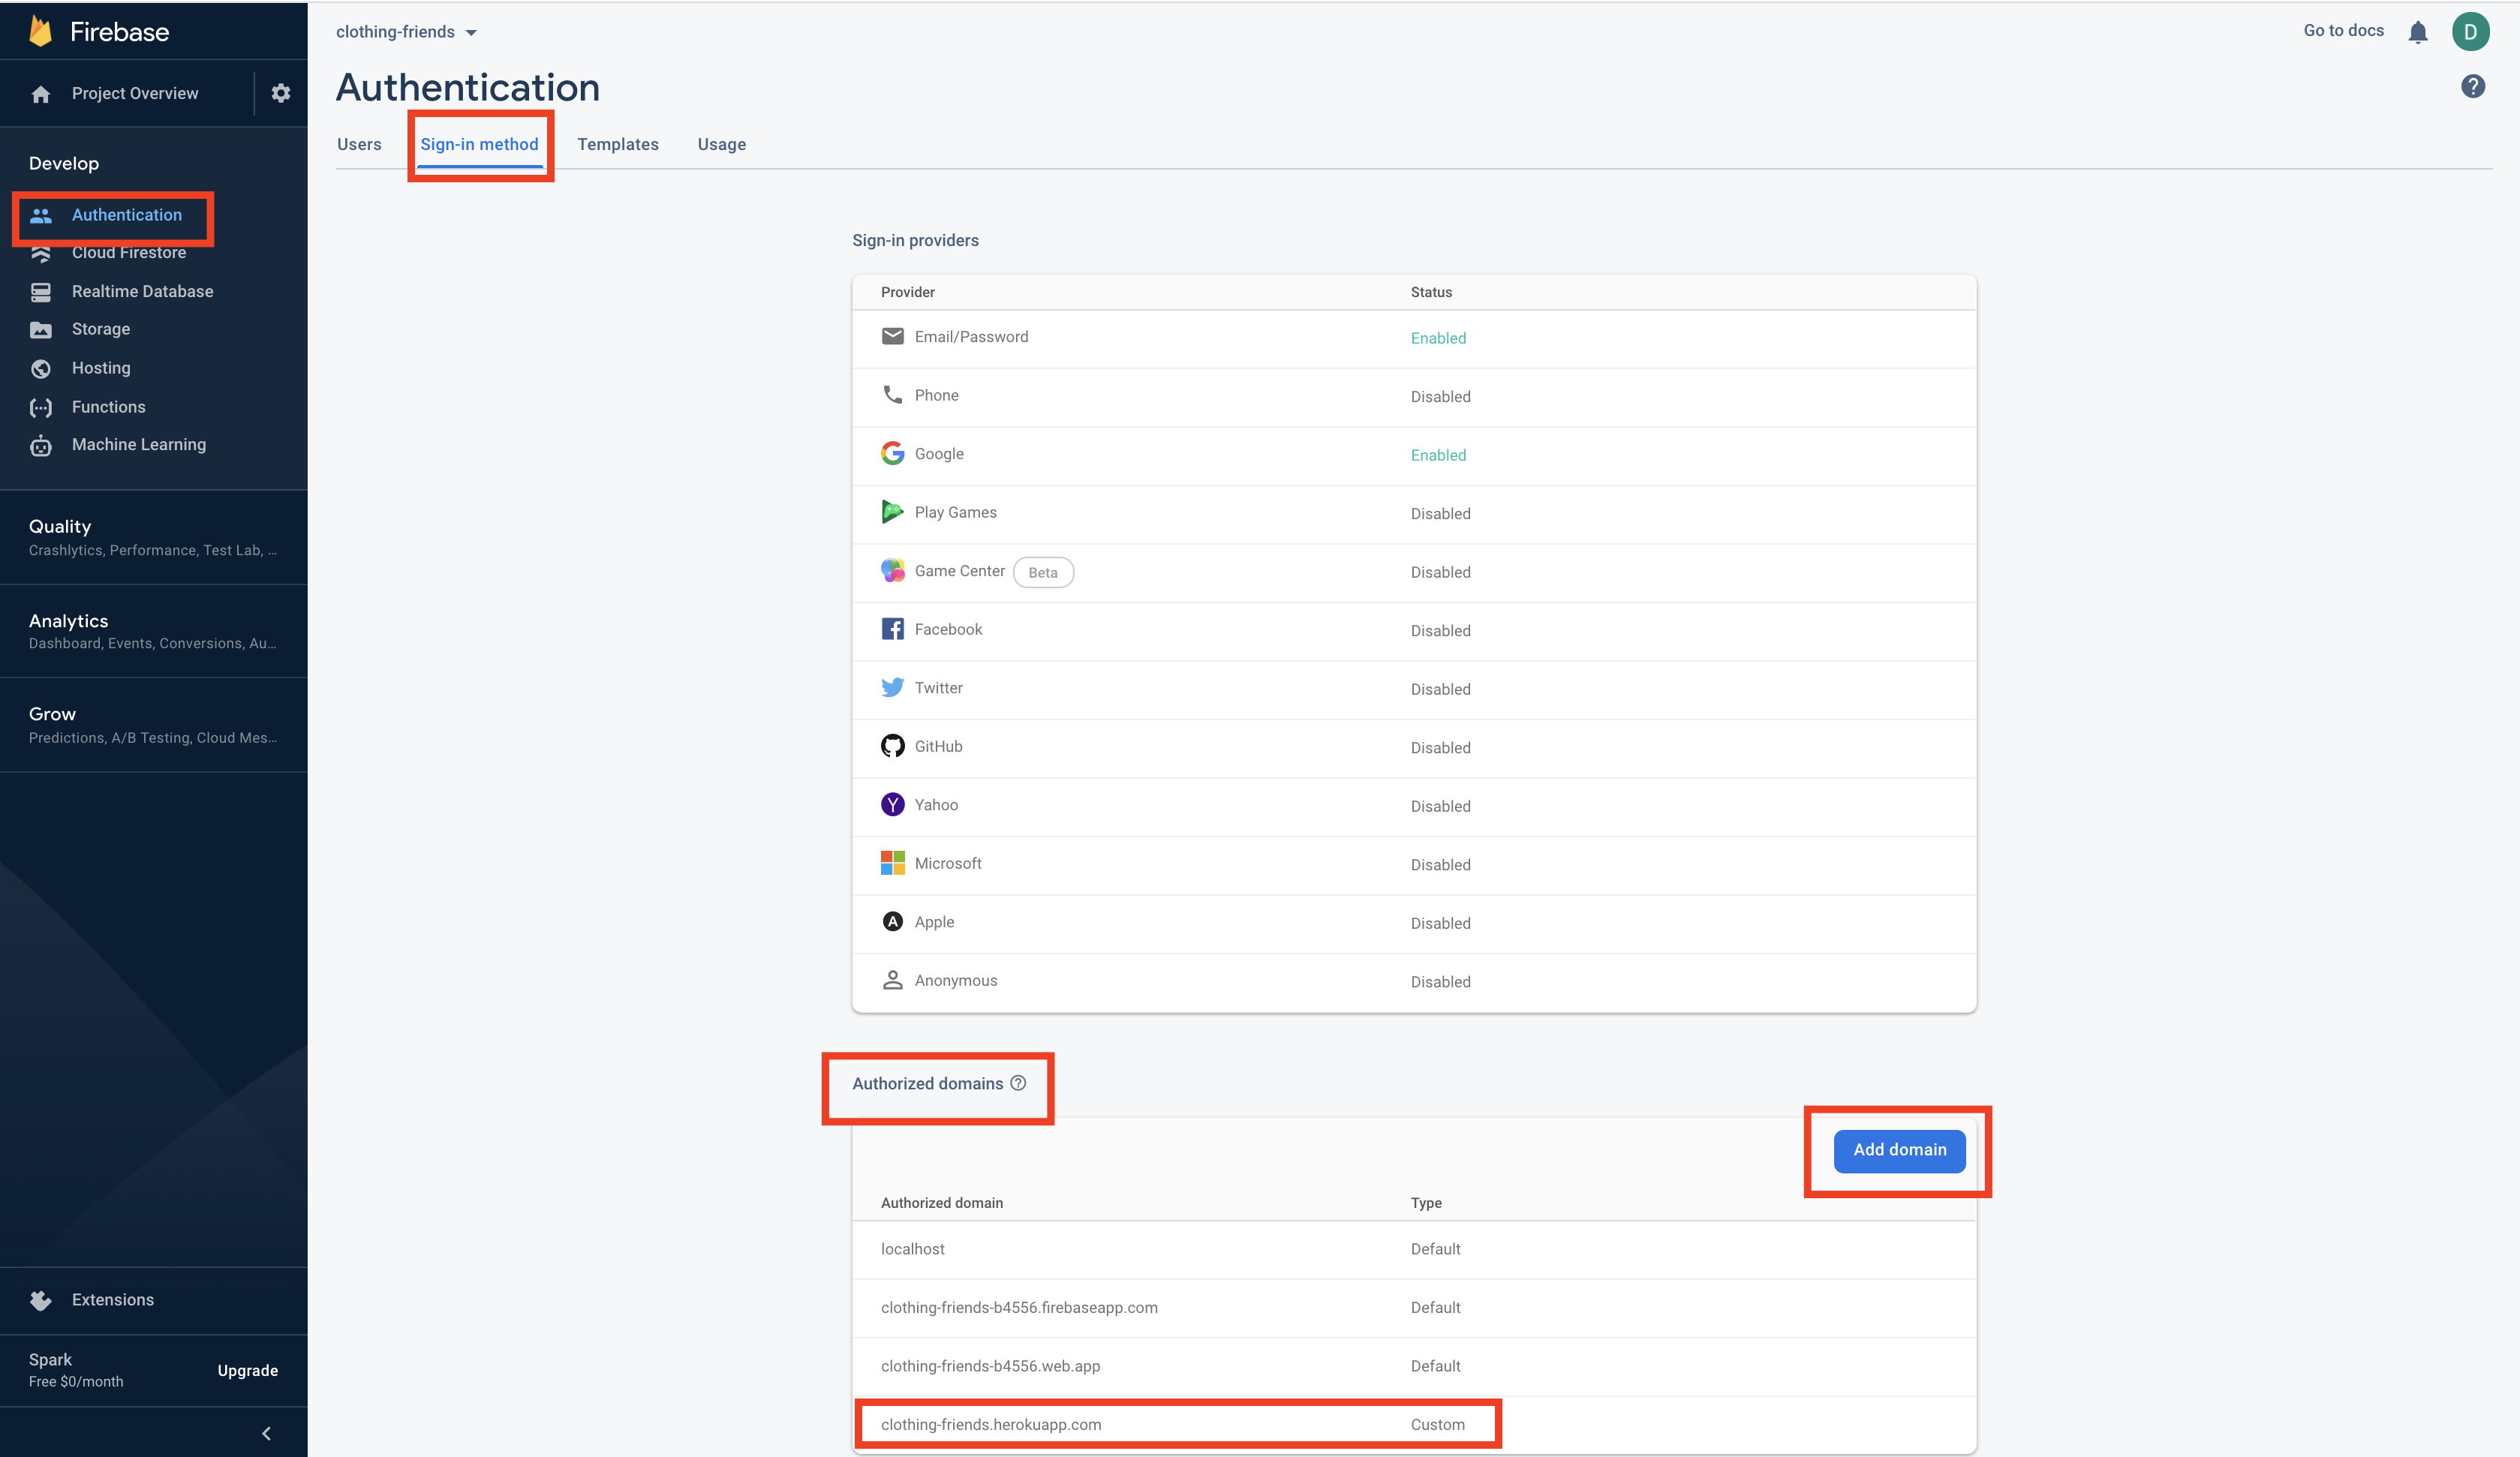 Firebase
Project Overview
Develop
Authentication
Cloud Firestore
Realtime Database
Storage
Hosting
Functions
Machine Learning
Quality
Crashlytics, Performance, Test Lab, ...
Analytics
Dashboard, Events, Conversions, Au...
Grow
Predictions, A/B Testing, Cloud Mes...
Extensions
Spark
Free $0/month
Upgrade
clothing-friends
Go to docs
D
Authentication
Users Sign-in method Templates Usage
Sign-in providers
Provider Status
Email/Password Enabled
Phone Disabled
Google Enabled
Play Games Disabled
Game Center Beta Disabled
Facebook Disabled
Twitter Disabled
GitHub Disabled
Yahoo Disabled
Microsoft Disabled
Apple Disabled
Anonymous Disabled
Authorized domains
Add domain
Authorized domain Type
localhost Default
clothing-friends-b4556.firebaseapp.com Default
clothing-friends-b4556.web.app Default
clothing-friends.herokuapp.com Custom